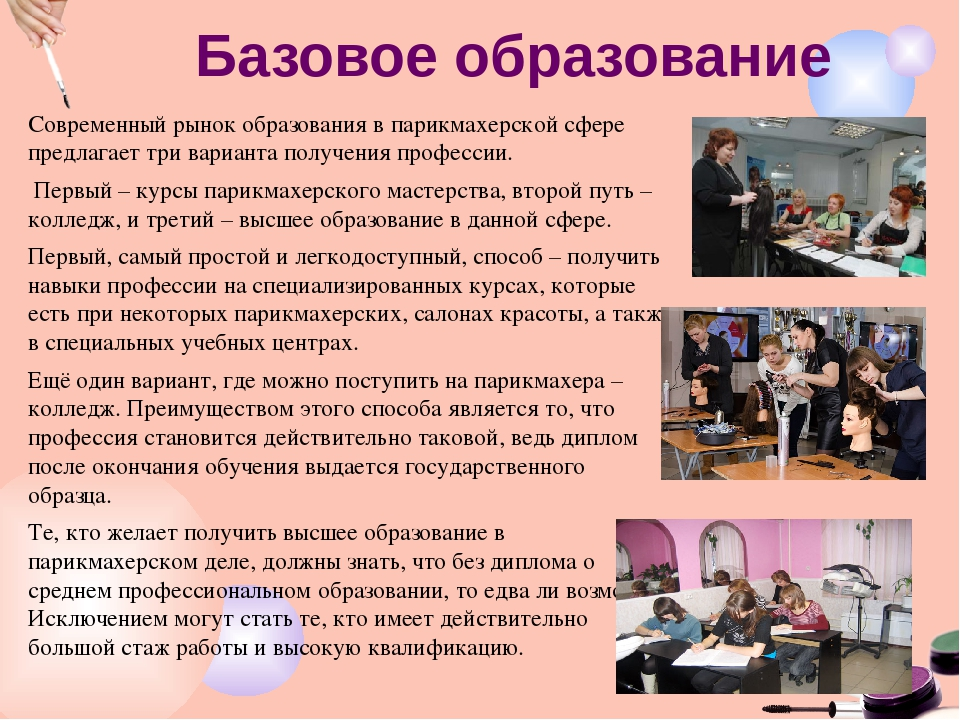 Базовое образование
Современный рынок образования в парикмахерской сфере
предлагает три варианта получения профессии.
Первый – курсы парикмахерского мастерства, второй путь –
колледж, и третий – высшее образование в данной сфере.
Первый, самый простой и легкодоступный, способ – получить
навыки профессии на специализированных курсах, которые
есть при некоторых парикмахерских, салонах красоты, а такж
в специальных учебных центрах.
Ещё один вариант, где можно поступить на парикмахера –
колледж. Преимуществом этого способа является то, что
профессия становится действительно таковой, ведь диплом
после окончания обучения выдается государственного
образца.
Те, кто желает получить высшее образование в
парикмахерском деле, должны знать, что без диплома о
среднем профессиональном образовании, то едва ли возмо
Исключением могут стать те, кто имеет действительно
большой стаж работы и высокую квалификацию.